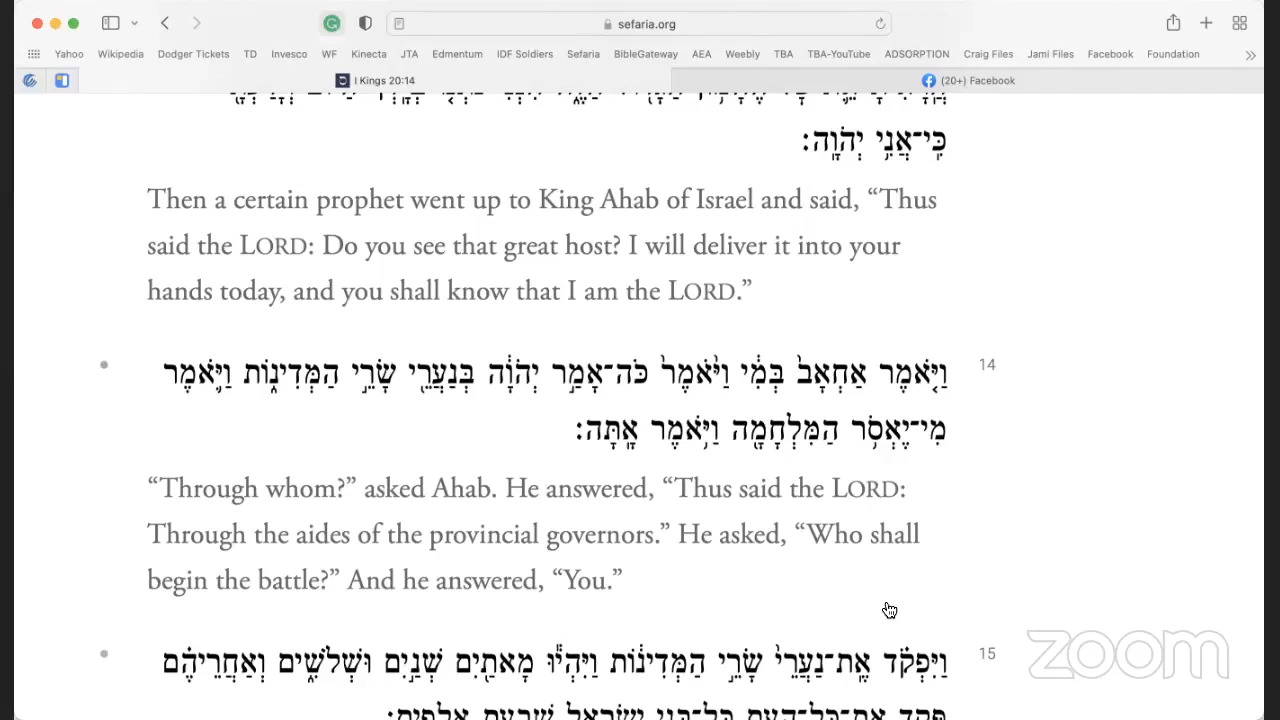 sefaria.org
Yahoo Wikipedia Dodger Tickets TD Invesco WF Kinecta JTA Edmentum IDF Soldiers Sefaria BibleGateway AEA Weebly TBA TBA-YouTube ADSORPTION Craig Files Jami Files Facebook Foundation
I Kings 20:14
(20+) Facebook
כִּֽי־אֲנִ֥י יְהֹוָֽה׃
Then a certain prophet went up to King Ahab of Israel and said, “Thus
said the LORD: Do you see that great host? I will deliver it into your
hands today, and you shall know that I am the LORD.”
14
וַיֹּ֤אמֶר אַחְאָב֙ בְּמִ֔י וַיֹּ֙אמֶר֙ כֹּה־אָמַ֣ר יְהֹוָ֔ה בְּנַעֲרֵ֖י שָׂרֵ֣י הַמְּדִינ֑וֹת וַיֹּ֛אמֶר
מִי־יֶאְסֹ֥ר הַמִּלְחָמָ֖ה וַיֹּ֥אמֶר אָֽתָּה׃
“Through whom?” asked Ahab. He answered, “Thus said the LORD:
Through the aides of the provincial governors.” He asked, “Who shall
begin the battle?” And he answered, “You.”
15
וַיִּפְקֹ֗ד אֶֽת־נַעֲרֵי֙ שָׂרֵ֣י הַמְּדִינ֔וֹת וַיִּהְי֕וּ מָאתַ֖יִם שְׁנַ֣יִם וּשְׁלֹשִׁ֑ים וְאַחֲרֵיהֶ֗ם
פָּקַ֧ד אֶת־כׇּל־הָעָ֛ם כׇּל־בְּנֵ֥י יִשְׂרָאֵ֖ל שִׁבְעַ֥ת אֲלָפִֽים׃
zoom